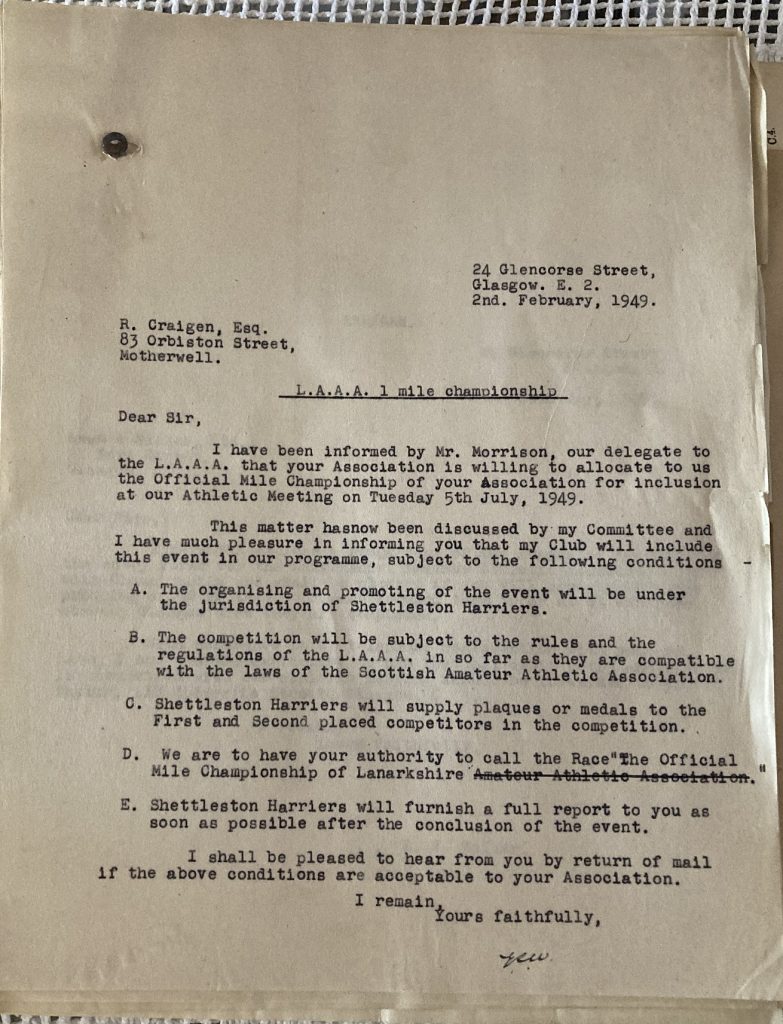 C.4.
24 Glencorse Street,
Glasgow. E. 2.
2nd. February, 1949.
R. Craigen, Esq.
83 Orbiston Street,
Motherwell.
L.A.A.A. 1 mile championship
Dear Sir,
I have been informed by Mr. Morrison, our delegate to
the L.A.A.A. that your Association is willing to allocate to us
the Official Mile Championship of your Association for inclusion
at our Athletic Meeting on Tuesday 5th July, 1949.
This matter hasnow been discussed by my Committee and
I have much pleasure in informing you that my Club will include
this event in our programme, subject to the following conditions -
A. The organising and promoting of the event will be under
the jurisdiction of Shettleston Harriers.
B. The competition will be subject to the rules and the
regulations of the L.A.A.A. in so far as they are compatible
with the laws of the Scottish Amateur Athletic Association.
C. Shettleston Harriers will supply plaques or medals to the
First and Second placed competitors in the competition.
D. We are to have your authority to call the Race "The Official
Mile Championship of Lanarkshire Amateur Athletic Association."
E. Shettleston Harriers will furnish a full report to you as
soon as possible after the conclusion of the event.
I shall be pleased to hear from you by return of mail
if the above conditions are acceptable to your Association.
I remain,
Yours faithfully,